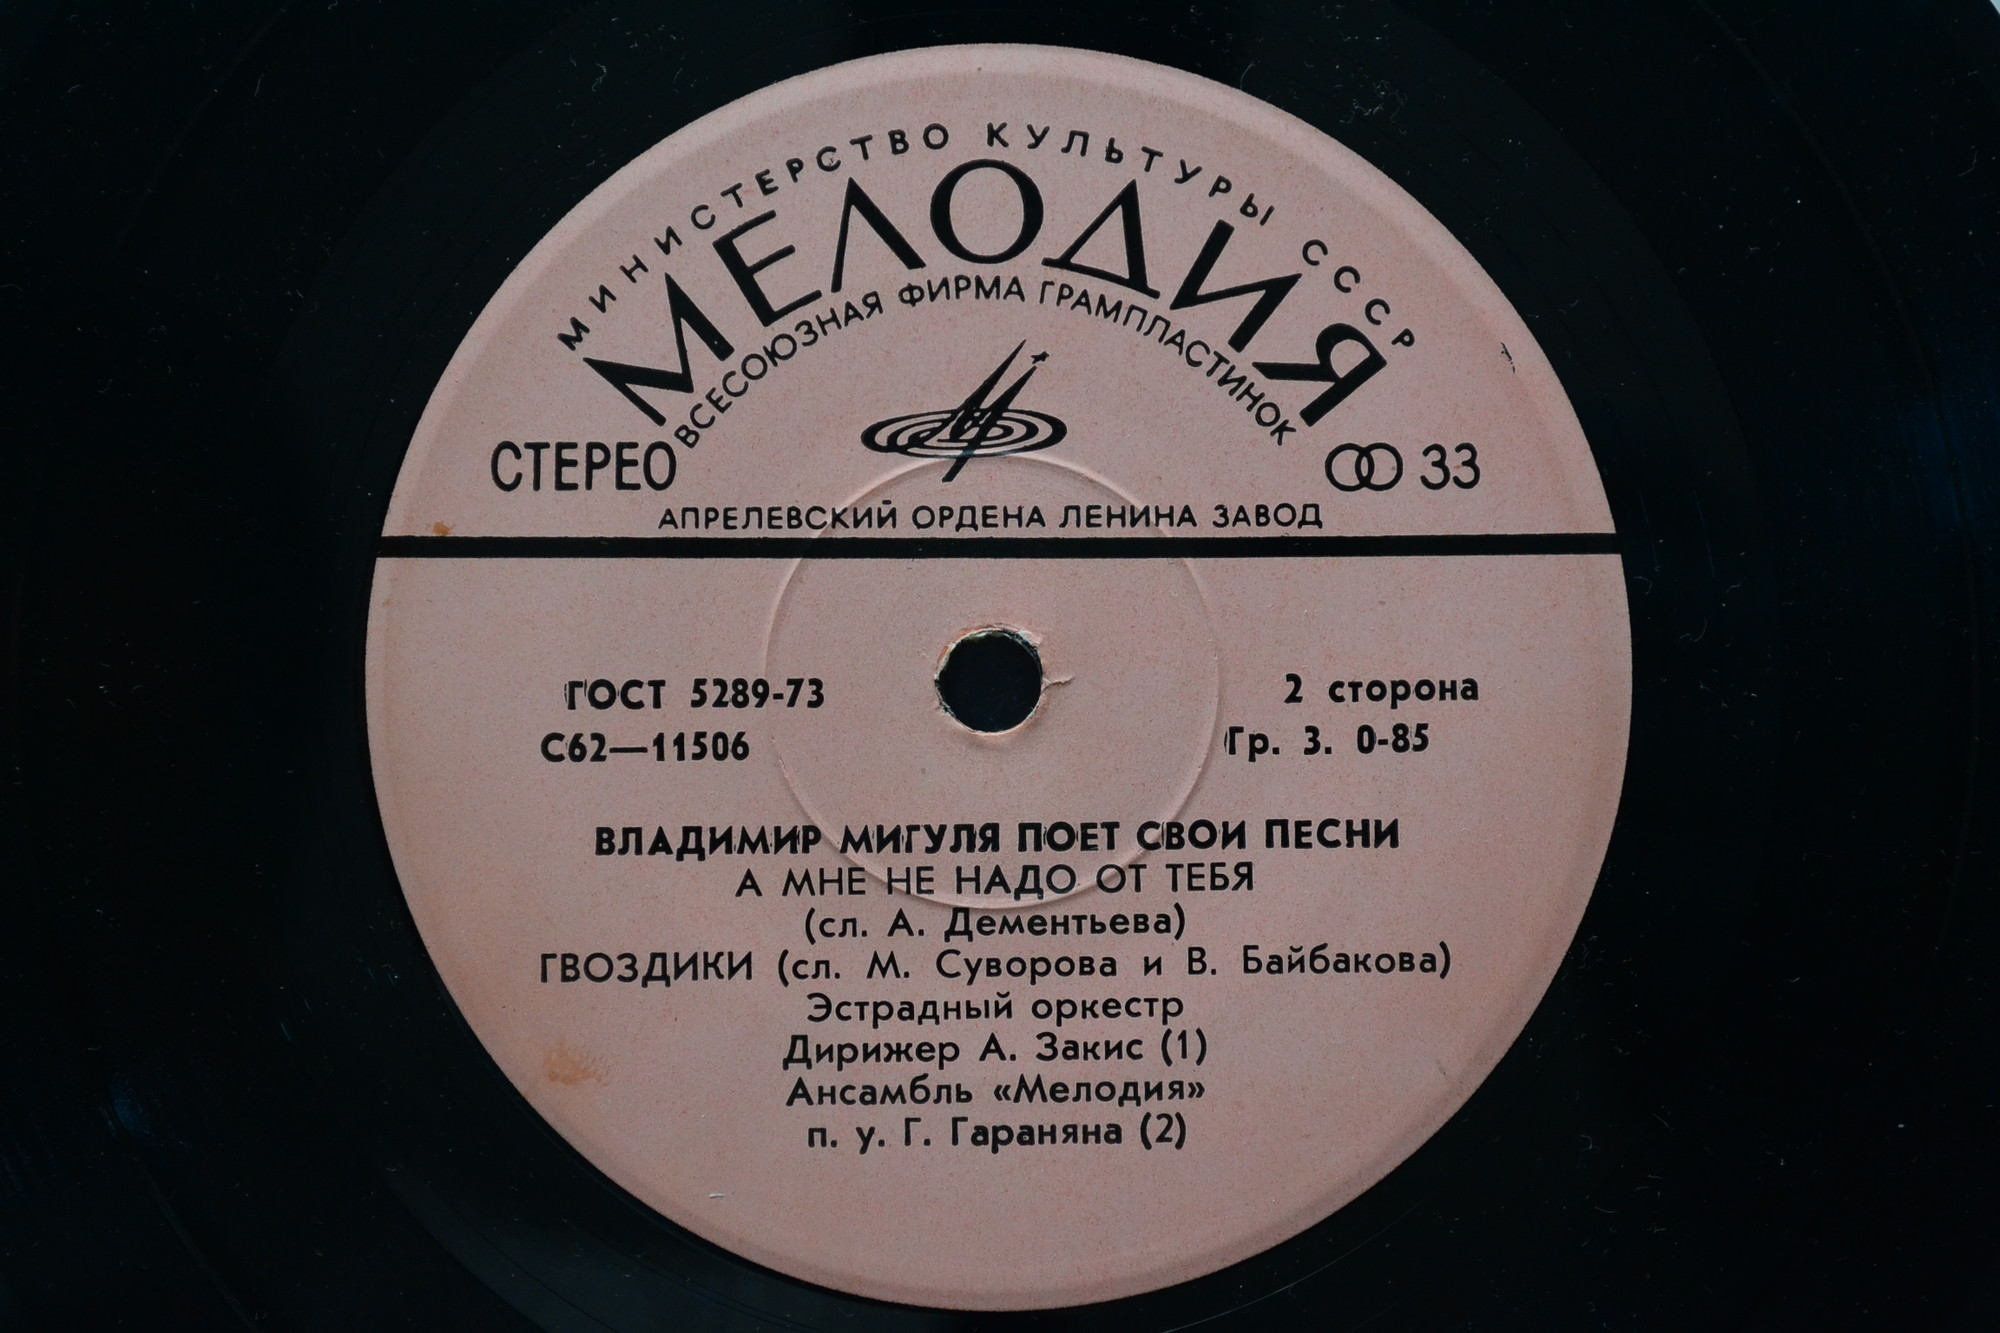 МИНИСТЕРСТВО КУЛЬТУРЫ СССР
МЕЛОДИЯ
ВСЕСОЮЗНАЯ ФИРМА ГРАМПЛАСТИНОК
СТЕРЕО
33
АПРЕЛЕВСКИЙ ОРДЕНА ЛЕНИНА ЗАВОД
ГОСТ 5289-73
2 сторона
С62—11506
Гр. 3. 0-85
ВЛАДИМИР МИГУЛЯ ПОЕТ СВОИ ПЕСНИ
А МНЕ НЕ НАДО ОТ ТЕБЯ
(сл. А. Дементьева)
ГВОЗДИКИ (сл. М. Суворова и В. Байбакова)
Эстрадный оркестр
Дирижер А. Закис (1)
Ансамбль «Мелодия»
п. у. Г. Гараняна (2)